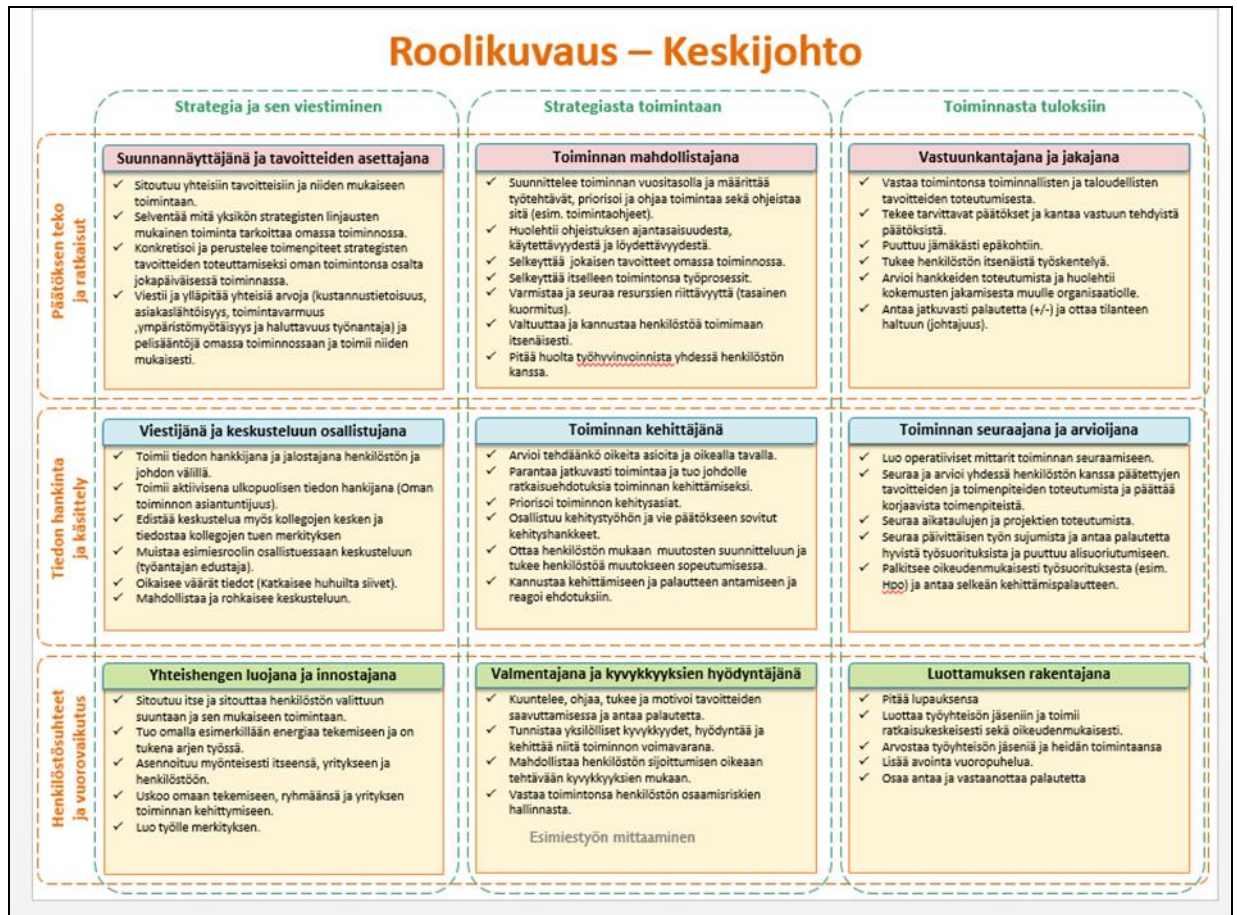 Roolikuvaus – Keskijohto
Strategia ja sen viestiminen
Strategiasta toimintaan
Toiminnasta tuloksiin
Päätöksen teko
ja ratkaisut
Suunnannäyttäjänä ja tavoitteiden asettajana
✓ Sitoutuu yhteisiin tavoitteisiin ja niiden mukaiseen
toimintaan.
✓ Selventää mitä yksikön strategisten linjausten
mukainen toiminta tarkoittaa omassa toiminnossa.
✓ Konkretisoi ja perustelee toimenpiteet strategisten
tavoitteiden toteuttamiseksi oman toimintonsa osalta
jokapäiväisessä toiminnassa.
✓ Viestii ja ylläpitää yhteisiä arvoja (kustannustietoisuus,
asiakaslähtöisyys, toimintavarmuus
,ympäristömyötäisyys ja haluttavuus työnantaja) ja
pelisääntöjä omassa toiminnossaan ja toimii niiden
mukaisesti.
Toiminnan mahdollistajana
✓ Suunnittelee toiminnan vuositasolla ja määrittää
työtehtävät, priorisoi ja ohjaa toimintaa sekä ohjeistaa
sitä (esim. toimintaohjeet).
✓ Huolehtii ohjeistuksen ajantasaisuudesta,
käytettävyydestä ja löydettävyydestä.
✓ Selkeyttää jokaisen tavoitteet omassa toiminnossa.
✓ Selkeyttää itselleen toimintonsa työprosessit.
✓ Varmistaa ja seuraa resurssien riittävyyttä (tasainen
kuormitus).
✓ Valtuuttaa ja kannustaa henkilöstöä toimimaan
itsenäisesti.
✓ Pitää huolta työhyvinvoinnista yhdessä henkilöstön
kanssa.
Vastuunkantajana ja jakajana
✓ Vastaa toimintonsa toiminnallisten ja taloudellisten
tavoitteiden toteutumisesta.
✓ Tekee tarvittavat päätökset ja kantaa vastuun tehdyistä
päätöksistä.
✓ Puuttuu jämäkästi epäkohtiin.
✓ Tukee henkilöstön itsenäistä työskentelyä.
✓ Arvioi hankkeiden toteutumista ja huolehtii
kokemusten jakamisesta muulle organisaatiolle.
✓ Antaa jatkuvasti palautetta (+/-) ja ottaa tilanteen
haltuun (johtajuus).
Tiedon hankinta
ja käsittely
Viestijänä ja keskusteluun osallistujana
✓ Toimii tiedon hankkijana ja jalostajana henkilöstön ja
johdon välillä.
✓ Toimii aktiivisena ulkopuolisen tiedon hankijana (Oman
toiminnon asiantuntijuus).
✓ Edistää keskustelua myös kollegojen kesken ja
tiedostaa kollegojen tuen merkityksen
✓ Muistaa esimiesroolin osallistuessaan keskusteluun
(työantajan edustaja).
✓ Oikaisee väärät tiedot (Katkaisee huhuilta siivet).
✓ Mahdollistaa ja rohkaisee keskusteluun.
Toiminnan kehittäjänä
✓ Arvioi tehdäänkö oikeita asioita ja oikealla tavalla.
✓ Parantaa jatkuvasti toimintaa ja tuo johdolle
ratkaisuehdotuksia toiminnan kehittämiseksi.
✓ Priorisoi toiminnon kehitysasiat.
✓ Osallistuu kehitystyöhön ja vie päätökseen sovitut
kehityshankkeet.
✓ Ottaa henkilöstön mukaan muutosten suunnitteluun ja
tukee henkilöstöä muutokseen sopeutumisessa.
✓ Kannustaa kehittämiseen ja palautteen antamiseen ja
reagoi ehdotuksiin.
Toiminnan seuraajana ja arvioijana
✓ Luo operatiiviset mittarit toiminnan seuraamiseen.
✓ Seuraa ja arvioi yhdessä henkilöstön kanssa päätettyjen
tavoitteiden ja toimenpiteiden toteutumista ja päättää
korjaavista toimenpiteistä.
✓ Seuraa aikataulujen ja projektien toteutumista.
✓ Seuraa päivittäisen työn sujumista ja antaa palautetta
hyvistä työsuorituksista ja puuttuu alisuoriutumiseen.
✓ Palkitsee oikeudenmukaisesti työsuorituksesta (esim.
Hpo) ja antaa selkeän kehittämispalautteen.
Henkilöstösuhteet
ja vuorovaikutus
Yhteishengen luojana ja innostajana
✓ Sitoutuu itse ja sitouttaa henkilöstön valittuun
suuntaan ja sen mukaiseen toimintaan.
✓ Tuo omalla esimerkillään energiaa tekemiseen ja on
tukena arjen työssä.
✓ Asennoituu myönteisesti itseensä, yritykseen ja
henkilöstöön.
✓ Uskoo omaan tekemiseen, ryhmäänsä ja yrityksen
toiminnan kehittymiseen.
✓ Luo työlle merkityksen.
Valmentajana ja kyvykkyyksien hyödyntäjänä
✓ Kuuntelee, ohjaa, tukee ja motivoi tavoitteiden
saavuttamisessa ja antaa palautetta.
✓ Tunnistaa yksilölliset kyvykkyydet, hyödyntää ja
kehittää niitä toiminnon voimavarana.
✓ Mahdollistaa henkilöstön sijoittumisen oikeaan
tehtävään kyvykkyyksien mukaan.
✓ Vastaa toimintonsa henkilöstön osaamisriskien
hallinnasta.
Esimiestyön mittaaminen
Luottamuksen rakentajana
✓ Pitää lupauksensa
✓ Luottaa työyhteisön jäseniin ja toimii
ratkaisukeskeisesti sekä oikeudenmukaisesti.
✓ Arvostaa työyhteisön jäseniä ja heidän toimintaansa
✓ Lisää avointa vuoropuhelua.
✓ Osaa antaa ja vastaanottaa palautetta